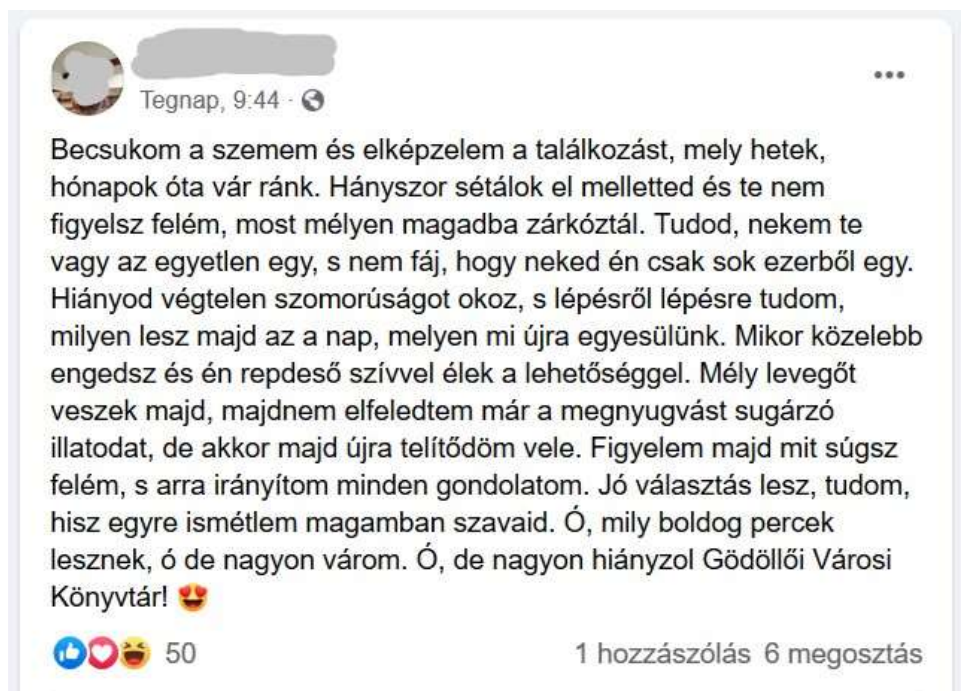 Tegnap, 9:44 ·
Becsukom a szemem és elképzelem a találkozást, mely hetek,
hónapok óta vár ránk. Hányszor sétálok el melletted és te nem
figyelsz felém, most mélyen magadba zárkóztál. Tudod, nekem te
vagy az egyetlen egy, s nem fáj, hogy neked én csak sok ezerből egy.
Hiányod végtelen szomorúságot okoz, s lépésről lépésre tudom,
milyen lesz majd az a nap, melyen mi újra egyesülünk. Mikor közelebb
engedsz és én repdeső szívvel élek a lehetőséggel. Mély levegőt
veszek majd, majdnem elfeledtem már a megnyugvást sugárzó
illatodat, de akkor majd újra telítődöm vele. Figyelem majd mit súgsz
felém, s arra irányítom minden gondolatom. Jó választás lesz, tudom,
hisz egyre ismétlem magamban szavaid. Ó, mily boldog percek
lesznek, ó de nagyon várom. Ó, de nagyon hiányzol Gödöllői Városi
Könyvtár! 😍
50 1 hozzászólás 6 megosztás